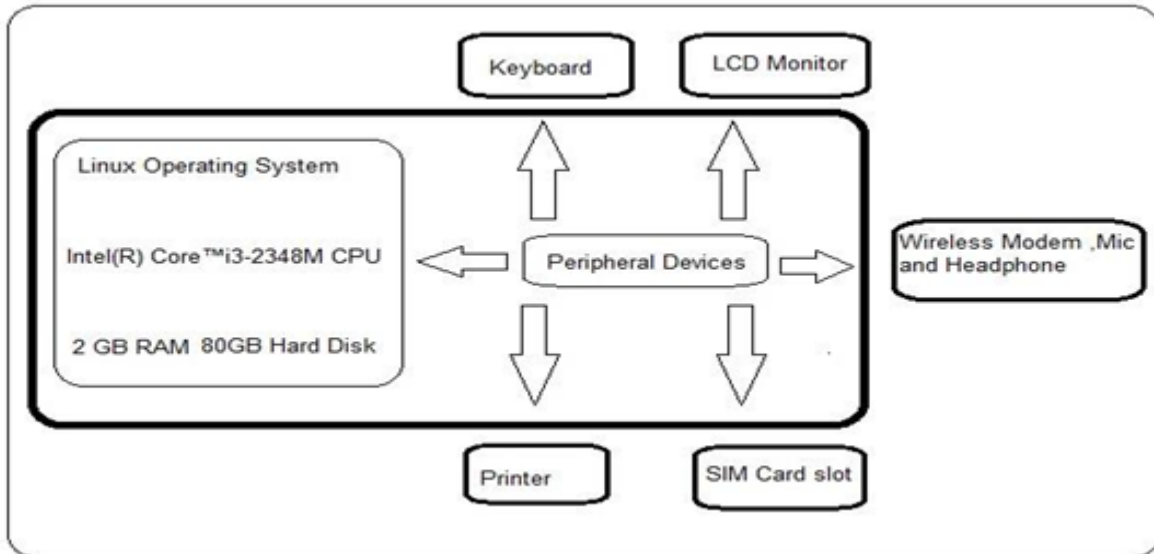 Keyboard
LCD Monitor
Linux Operating System
Intel(R) Core™i3-2348M CPU
2 GB RAM 80GB Hard Disk
Peripheral Devices
Wireless Modem ,Mic
and Headphone
Printer
SIM Card slot